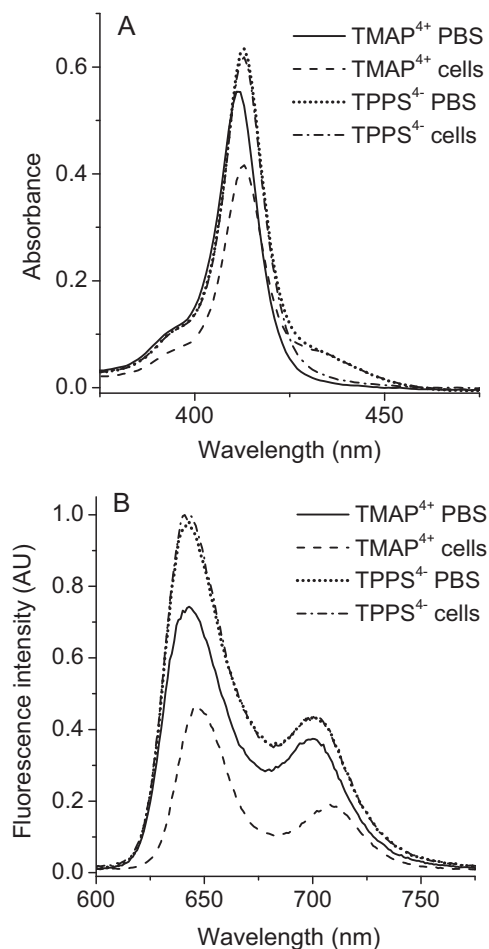 A
TMAP⁴⁺ PBS
TMAP⁴⁺ cells
TPPS⁴⁻ PBS
TPPS⁴⁻ cells
0.6
0.4
0.2
0.0
Absorbance
400
450
Wavelength (nm)
B
TMAP⁴⁺ PBS
TMAP⁴⁺ cells
TPPS⁴⁻ PBS
TPPS⁴⁻ cells
1.0
0.8
0.6
0.4
0.2
0.0
Fluorescence intensity (AU)
600
650
700
750
Wavelength (nm)